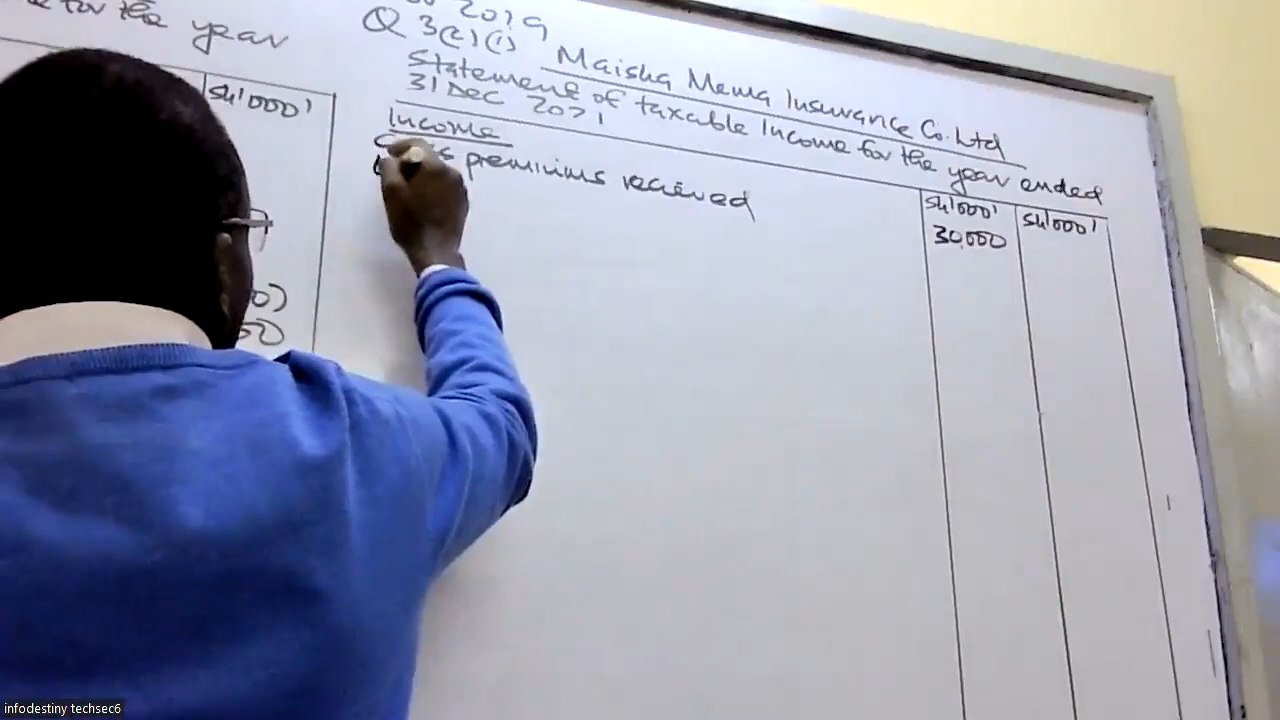 for the year
2019
Q 3(2)(i)
Maisha Mema Insurance Co. Ltd
Statement of taxable Income for the year ended
31 Dec 2021
Sh'000'
Income
premiums received
Sh'000' Sh'000'
30,000
infodestiny techsec6